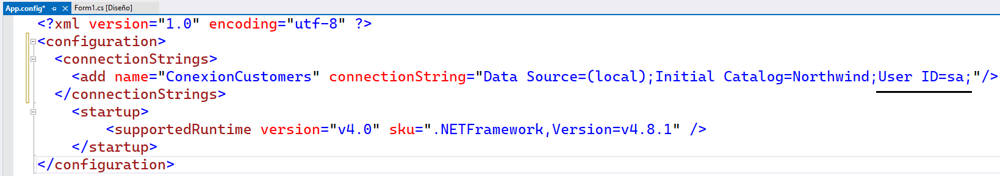 App.config* Form1.cs [Diseño]
<?xml version="1.0" encoding="utf-8" ?>
<configuration>
<connectionStrings>
<add name="ConexionCustomers" connectionString="Data Source=(local);Initial Catalog=Northwind;User ID=sa;"/>
</connectionStrings>
<startup>
<supportedRuntime version="v4.0" sku=".NETFramework,Version=v4.8.1" />
</startup>
</configuration>